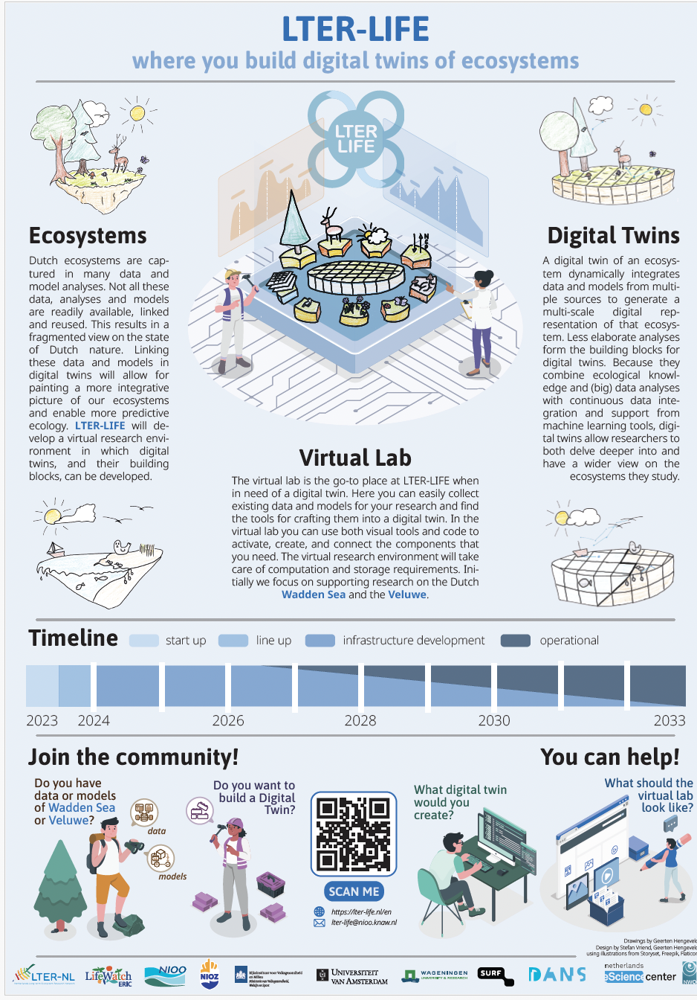 LTER-LIFE
where you build digital twins of ecosystems
LTER
LIFE
Ecosystems
Dutch ecosystems are cap-
tured in many data and
model analyses. Not all these
data, analyses and models
are readily available, linked
and reused. This results in a
fragmented view on the state
of Dutch nature. Linking
these data and models in
digital twins will allow for
painting a more integrative
picture of our ecosystems
and enable more predictive
ecology. LTER-LIFE will de-
velop a virtual research envi-
ronment in which digital
twins, and their building
blocks, can be developed.
Virtual Lab
The virtual lab is the go-to place at LTER-LIFE when
in need of a digital twin. Here you can easily collect
existing data and models for your research and find
the tools for crafting them into a digital twin. In the
virtual lab you can use both visual tools and code to
activate, create, and connect the components that
you need. The virtual research environment will take
care of computation and storage requirements. Ini-
tially we focus on supporting research on the Dutch
Wadden Sea and the Veluwe.
Digital Twins
A digital twin of an ecosys-
tem dynamically integrates
data and models from multi-
ple sources to generate a
multi-scale digital rep-
resentation of that ecosys-
tem. Less elaborate analyses
form the building blocks for
digital twins. Because they
combine ecological knowl-
edge and (big) data analyses
with continuous data inte-
gration and support from
machine learning tools, digi-
tal twins allow researchers to
both delve deeper into and
have a wider view on the
ecosystems they study.
Timeline
start up
line up
infrastructure development
operational
2023 2024 2026 2028 2030 2033
Join the community!
You can help!
Do you have
data or models
of Wadden Sea
or Veluwe?
data
models
Do you want to
build a Digital
Twin?
SCAN ME
https://lter-life.nl/en
lter-life@nioo.knaw.nl
What digital twin
would you
create?
What should the
virtual lab
look like?
Drawings by Geerten Hengeveld
Design by Stefan Vriend, Geerten Hengeveld
using illustrations from Storyset, Freepik, Flaticon
LTER-NL
LifeWatch
ERIC
NIOO
NIOZ
Rijksinstituut voor Volksgezondheid
en Milieu
Ministerie van Volksgezondheid,
Welzijn en Sport
UNIVERSITEIT
VAN AMSTERDAM
WAGENINGEN
UNIVERSITY & RESEARCH
SURF
DANS
netherlands
eScience center
NWO